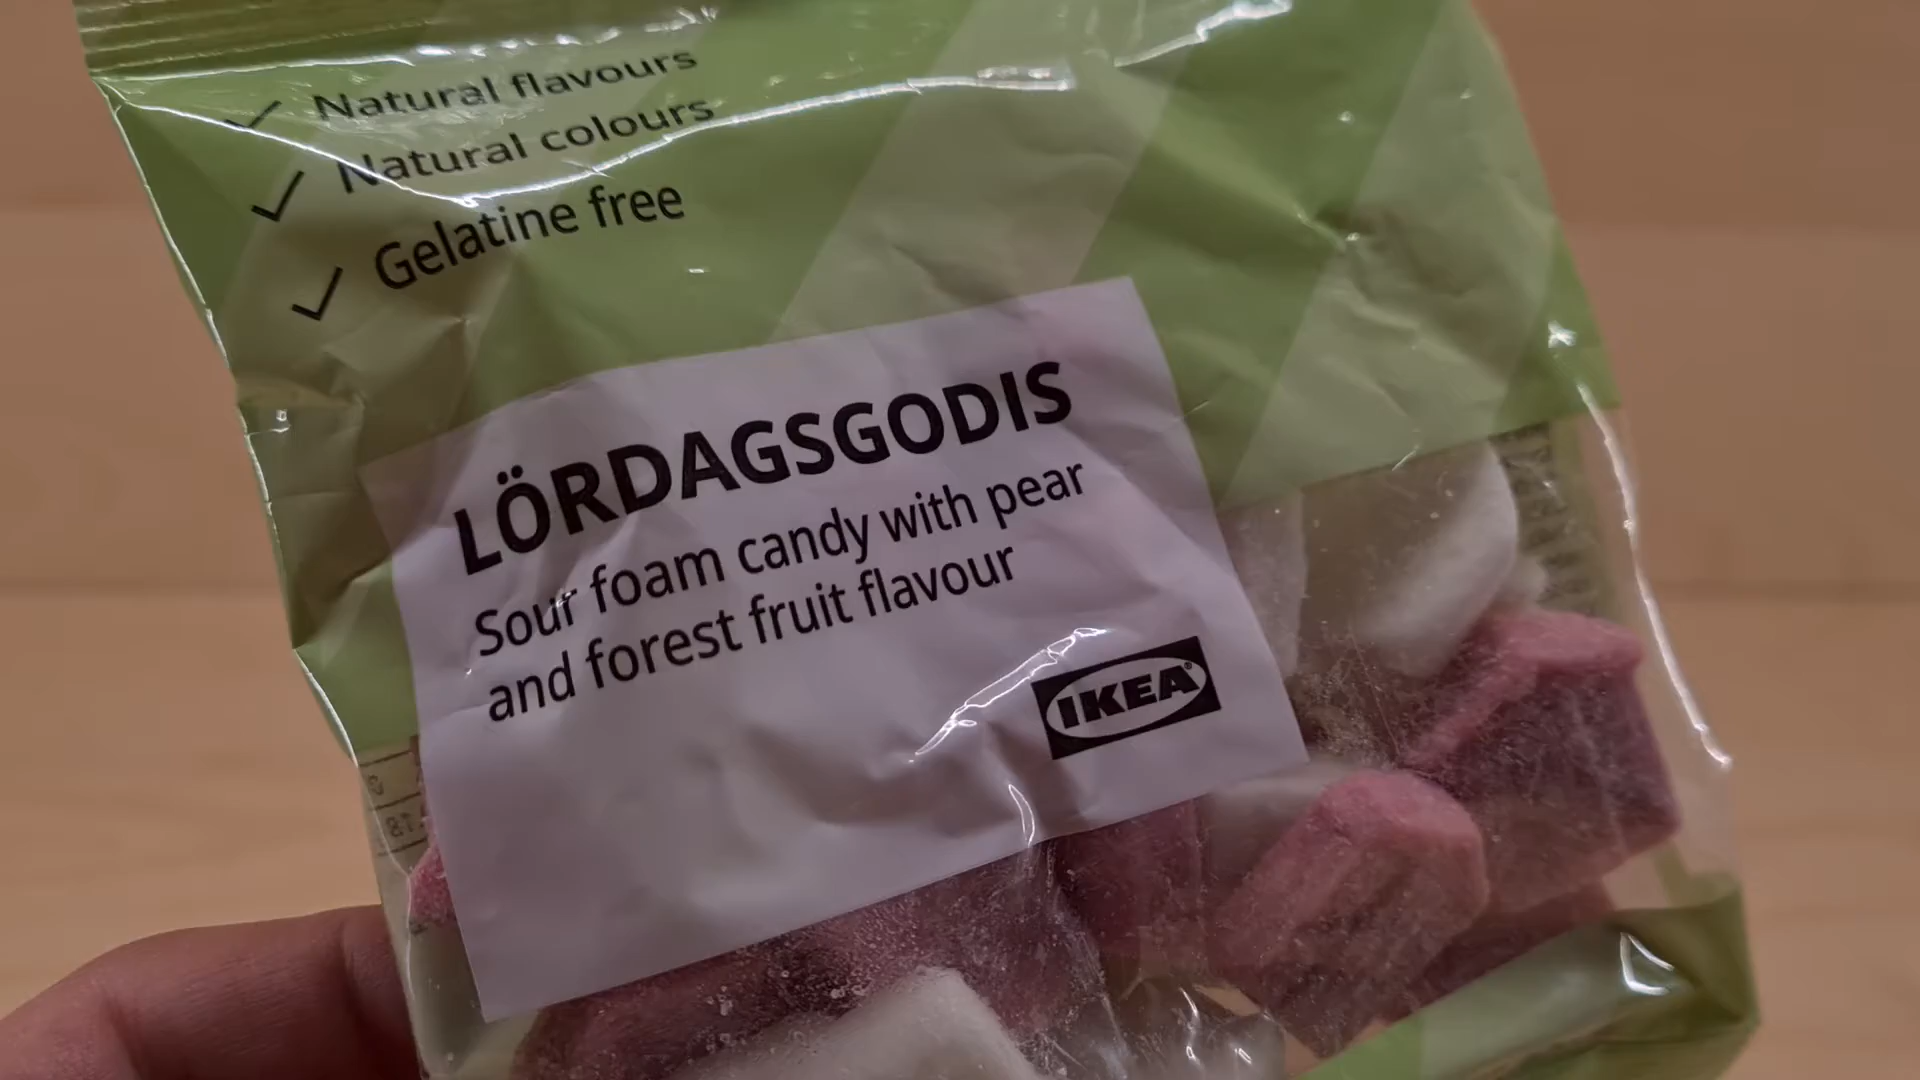 Natural flavours
Natural colours
Gelatine free
LÖRDAGSGODIS
Sour foam candy with pear
and forest fruit flavour
IKEA®